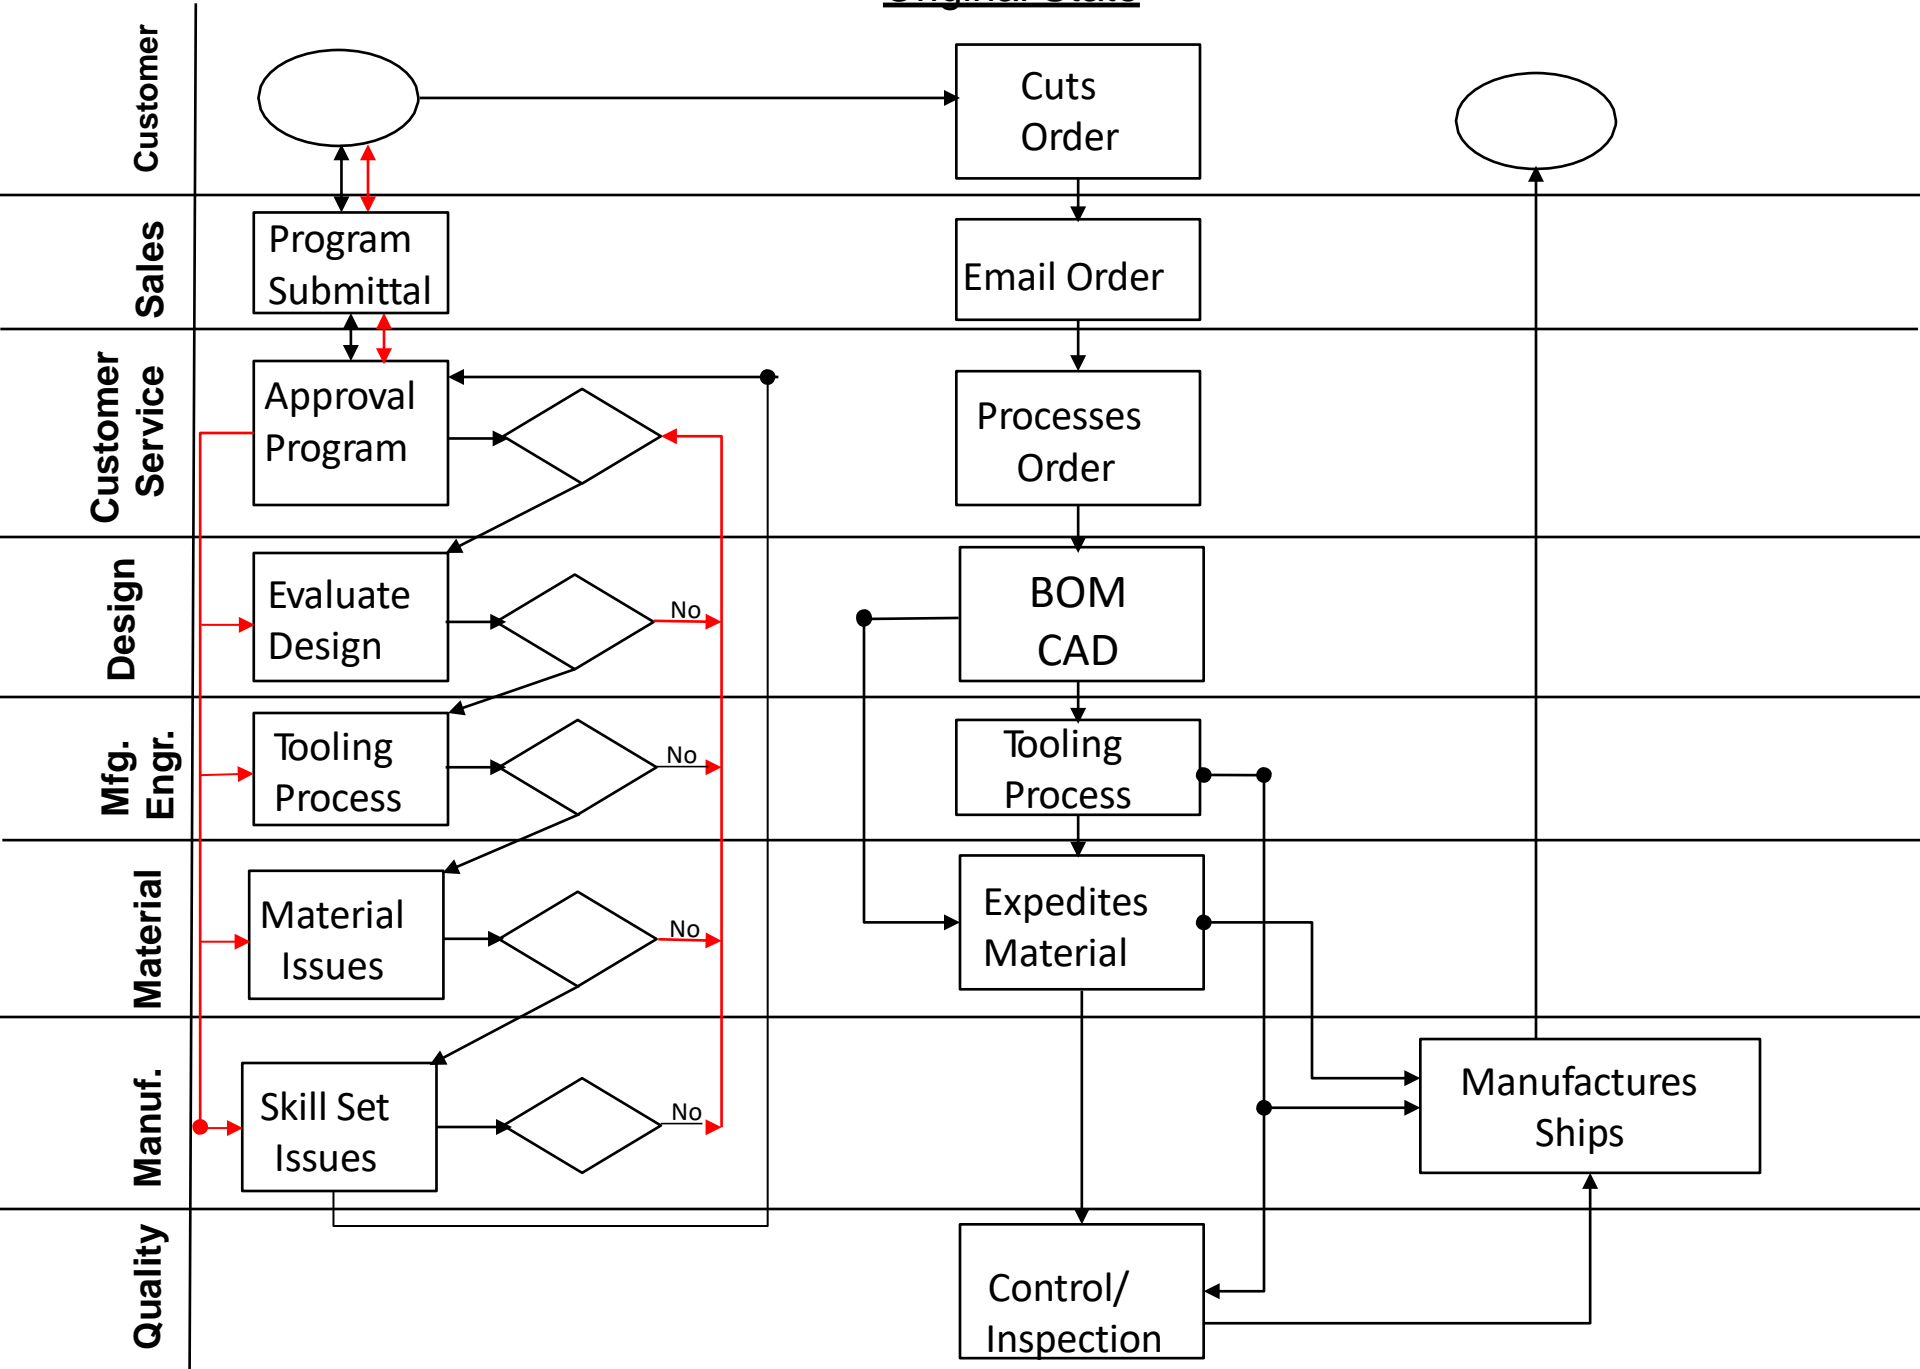 Original State
Customer
Cuts
Order
Sales
Program
Submittal
Email Order
Customer
Service
Approval
Program
Processes
Order
Design
Evaluate
Design
No
BOM
CAD
Mfg.
Engr.
Tooling
Process
No
Tooling
Process
Material
Material
Issues
No
Expedites
Material
Manuf.
Skill Set
Issues
No
Manufactures
Ships
Quality
Control/
Inspection